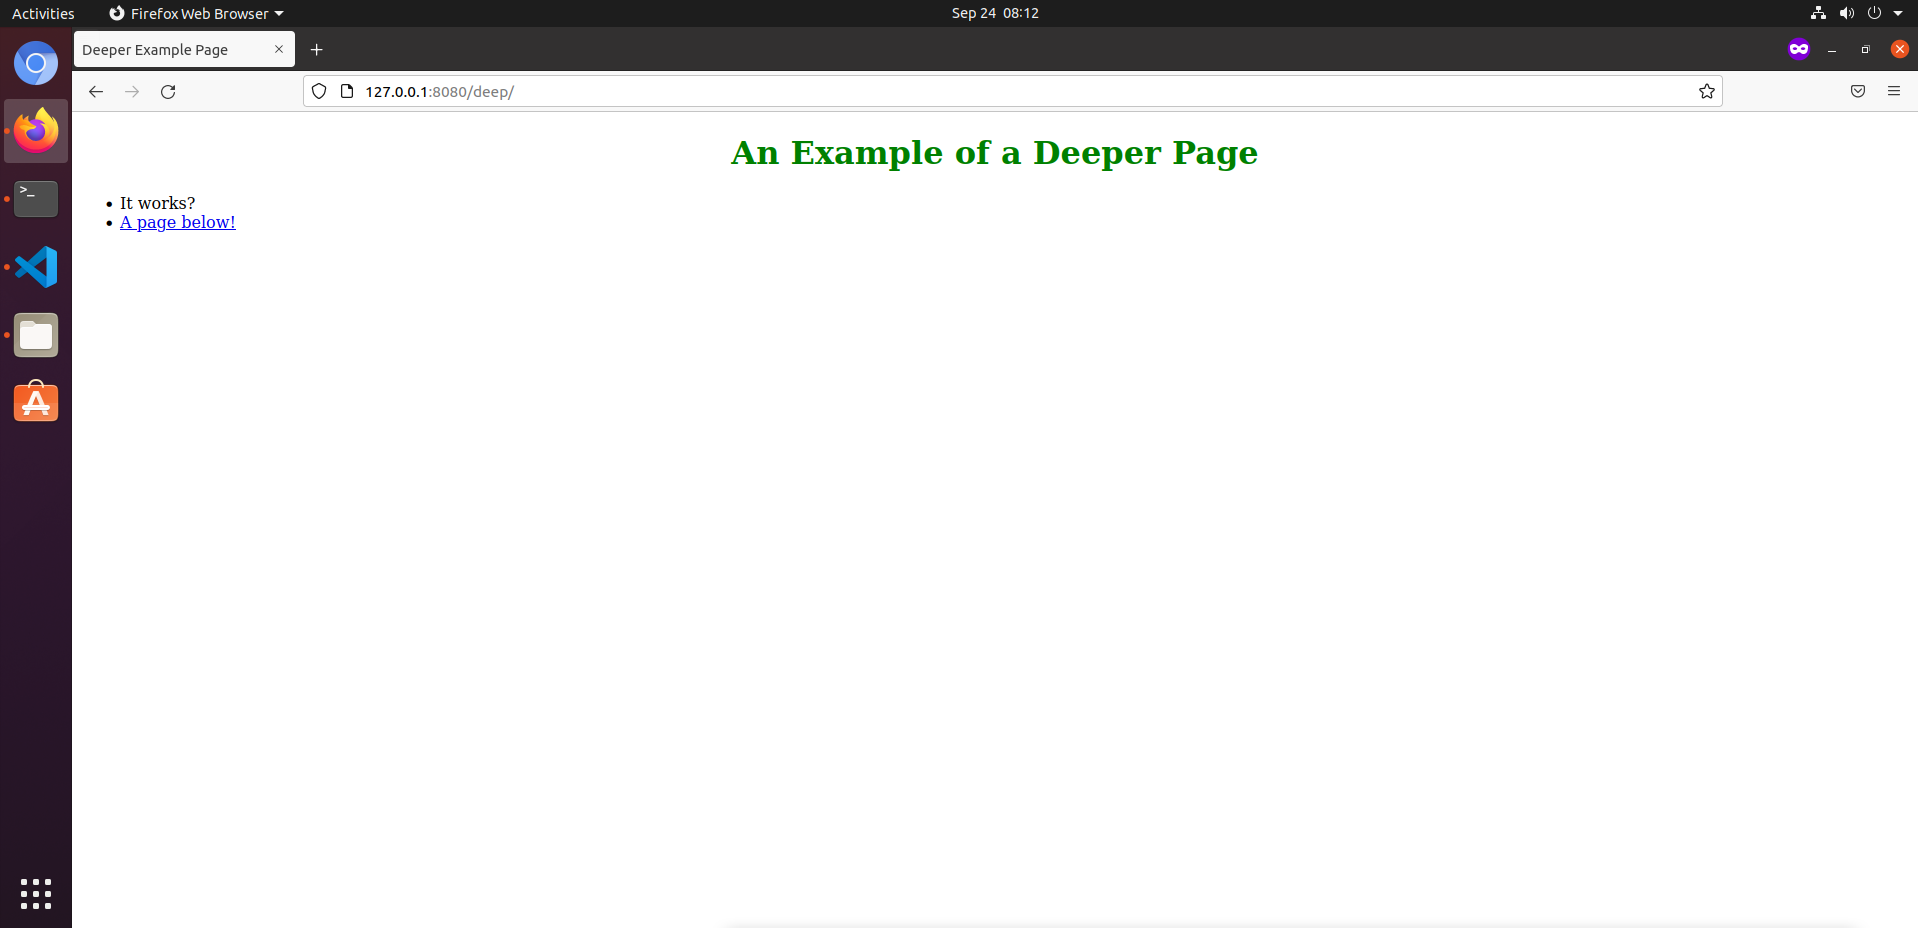 Activities Firefox Web Browser Sep 24 08:12
Deeper Example Page
127.0.0.1:8080/deep/
An Example of a Deeper Page
It works?
A page below!